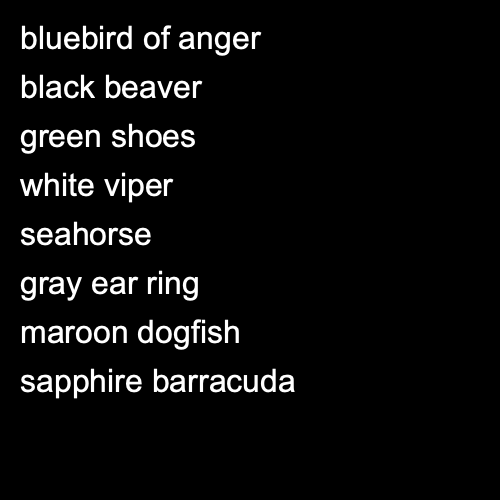 bluebird of anger
black beaver
green shoes
white viper
seahorse
gray ear ring
maroon dogfish
sapphire barracuda